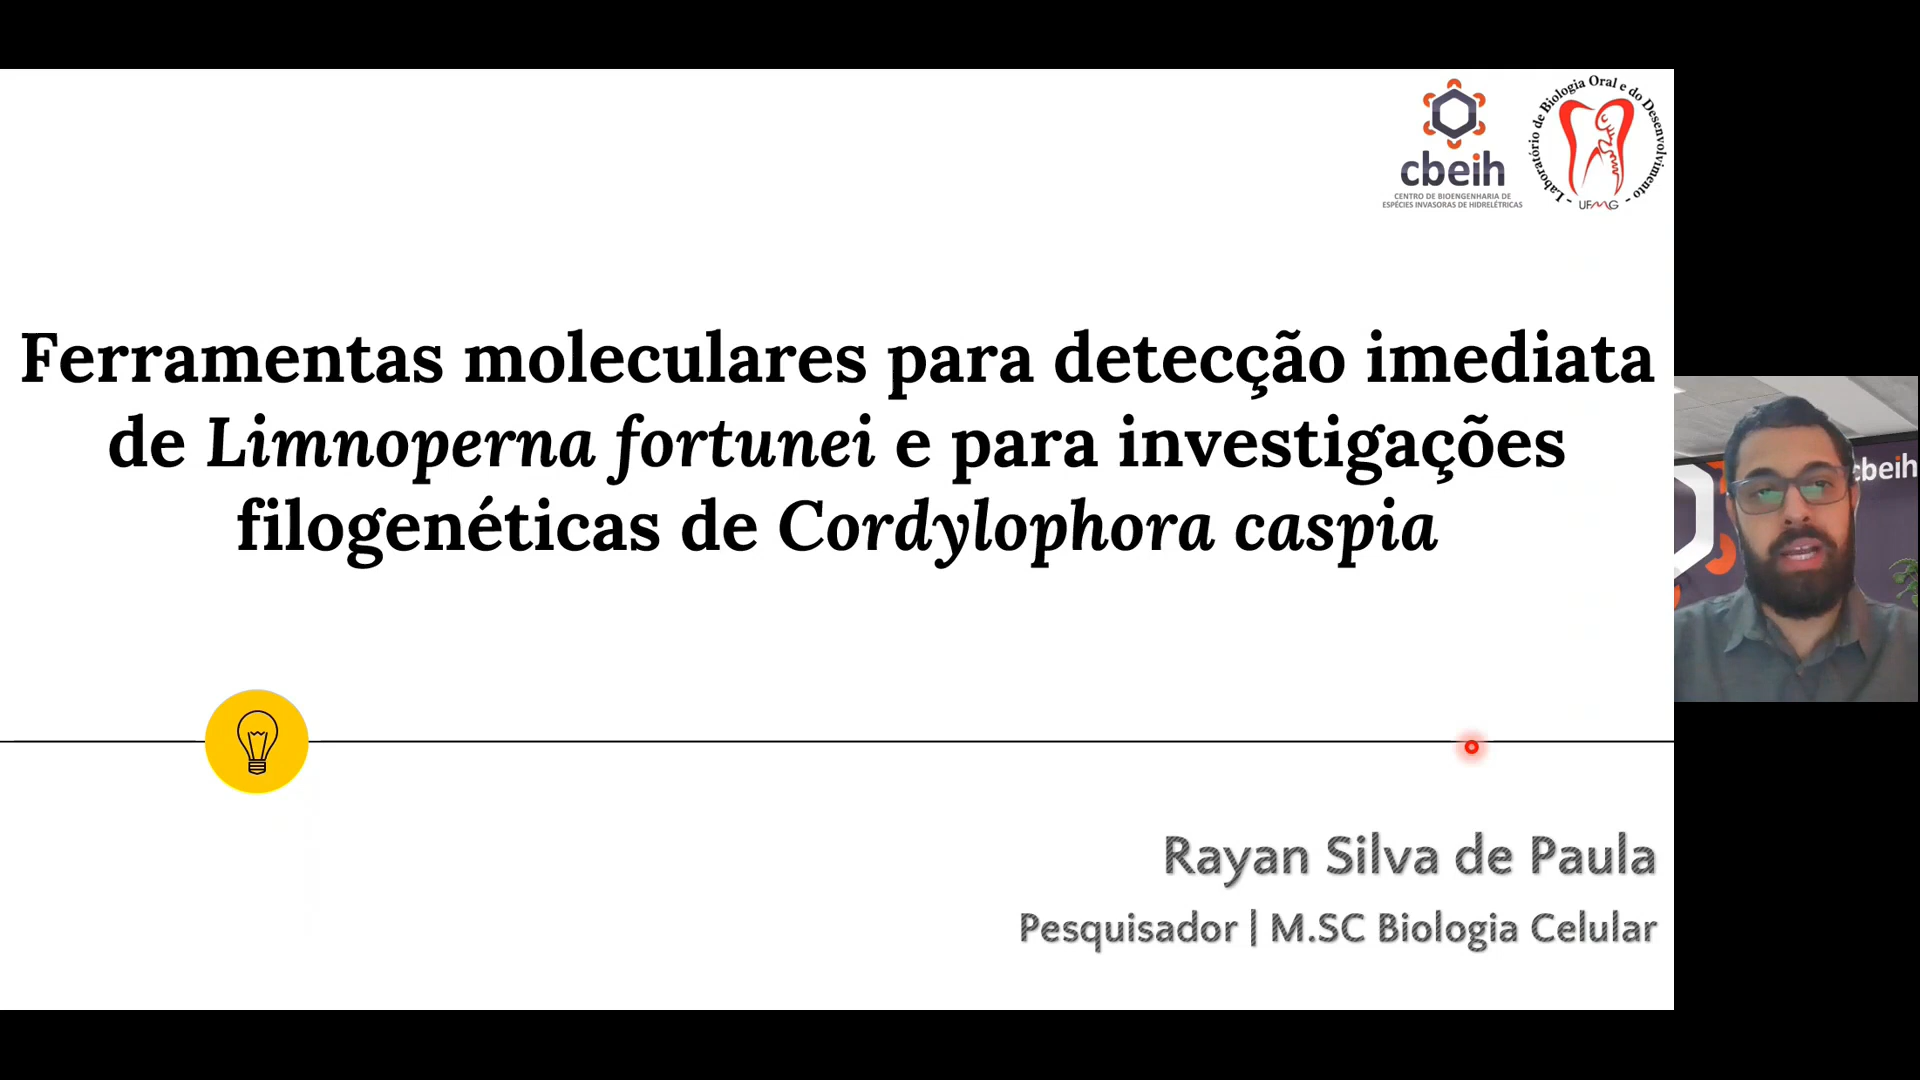 cbeih
CENTRO DE BIOENGENHARIA DE
ESPÉCIES INVASORAS DE HIDRELÉTRICAS
- Laboratório de Biologia Oral e do Desenvolvimento -
UFMG
Ferramentas moleculares para detecção imediata
de Limnoperna fortunei e para investigações
filogenéticas de Cordylophora caspia
cbeih
Rayan Silva de Paula
Pesquisador | M.SC Biologia Celular